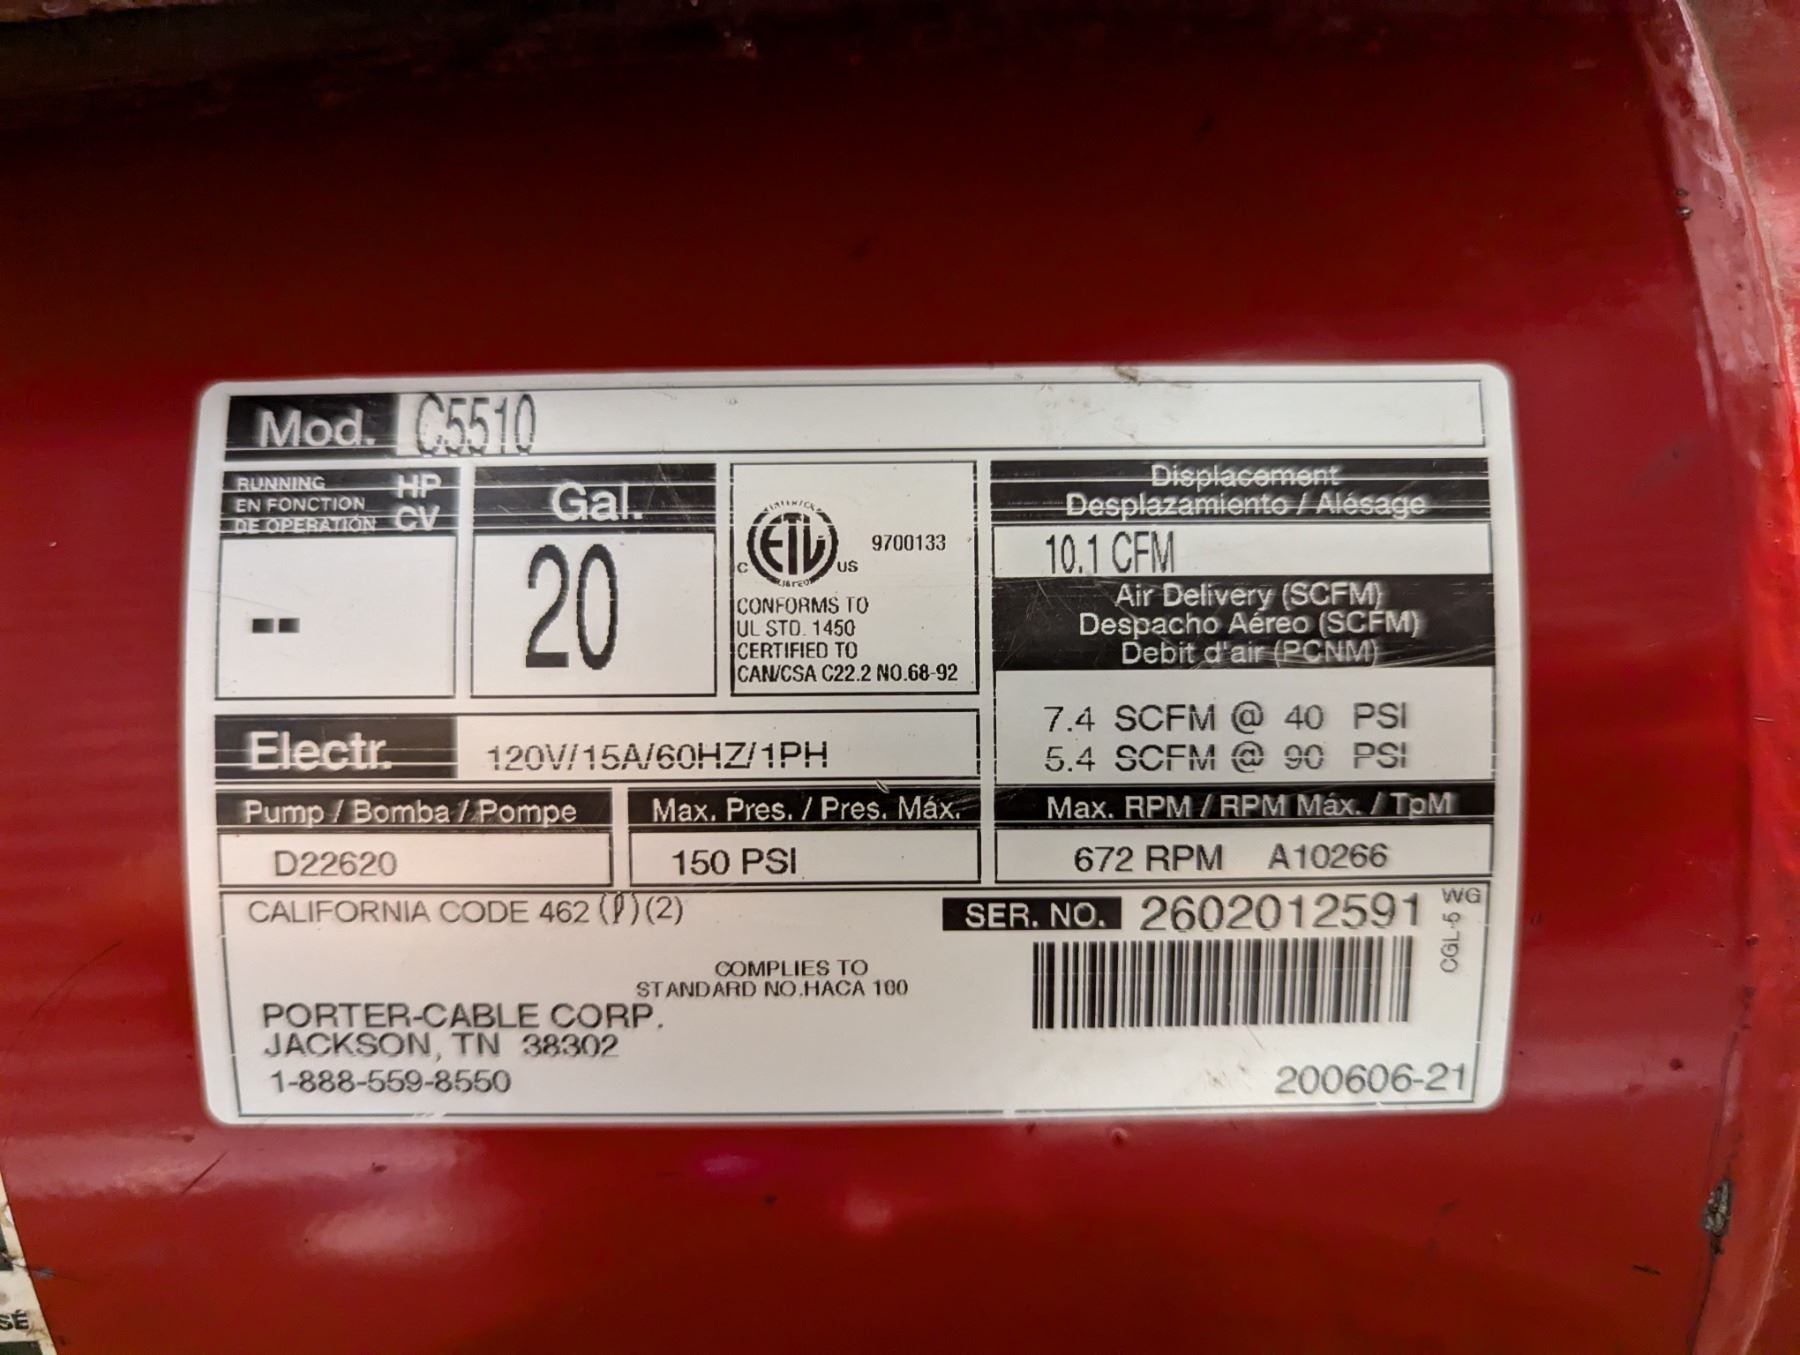 Mod. C5510
RUNNING HP
EN FONCTION
DE OPERATIÓN CV
--
Gal.
20
INTERTEK
ETL
LISTED
C US
9700133
CONFORMS TO
UL STD. 1450
CERTIFIED TO
CAN/CSA C22.2 NO.68-92
Displacement
Desplazamiento / Alésage
10.1 CFM
Air Delivery (SCFM)
Despacho Aéreo (SCFM)
Debit d'air (PCNM)
7.4 SCFM @ 40 PSI
5.4 SCFM @ 90 PSI
Electr. 120V/15A/60HZ/1PH
Pump / Bomba / Pompe
D22620
Max. Pres. / Pres. Máx.
150 PSI
Max. RPM / RPM Máx. / TpM
672 RPM A10266
CALIFORNIA CODE 462 (ℓ)(2)
SER. NO. 2602012591
WG
CGL-5
COMPLIES TO
STANDARD NO.HACA 100
PORTER-CABLE CORP.
JACKSON, TN 38302
1-888-559-8550
200606-21
SÉ